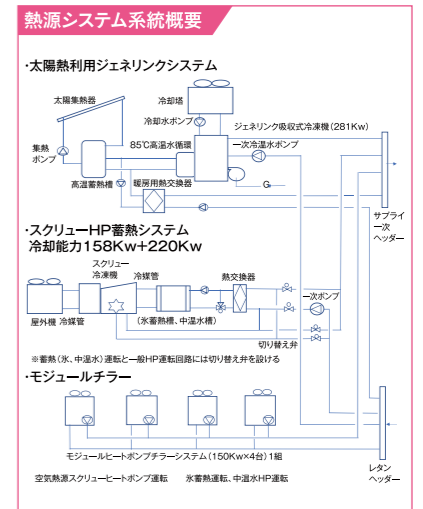 熱源システム系統概要
・太陽熱利用ジェネリンクシステム
太陽集熱器
冷却塔
冷却水ポンプ
ジェネリンク吸収式冷凍機(281Kw)
集熱
ポンプ
85℃高温水循環
一次冷温水ポンプ
高温蓄熱槽
暖房用熱交換器
G
サプライ
一次
ヘッダー
・スクリューHP蓄熱システム
冷却能力158Kw+220Kw
スクリュー
冷凍機
冷媒管
熱交換器
一次ポンプ
屋外機
冷媒管
(氷蓄熱槽、中温水槽)
切り替え弁
※蓄熱(氷、中温水)運転と一般HP運転回路には切り替え弁を設ける
・モジュールチラー
モジュールヒートポンプチラーシステム(150Kw×4台)1組
レタン
ヘッダー
空気熱源スクリューヒートポンプ運転
氷蓄熱運転、中温水HP運転